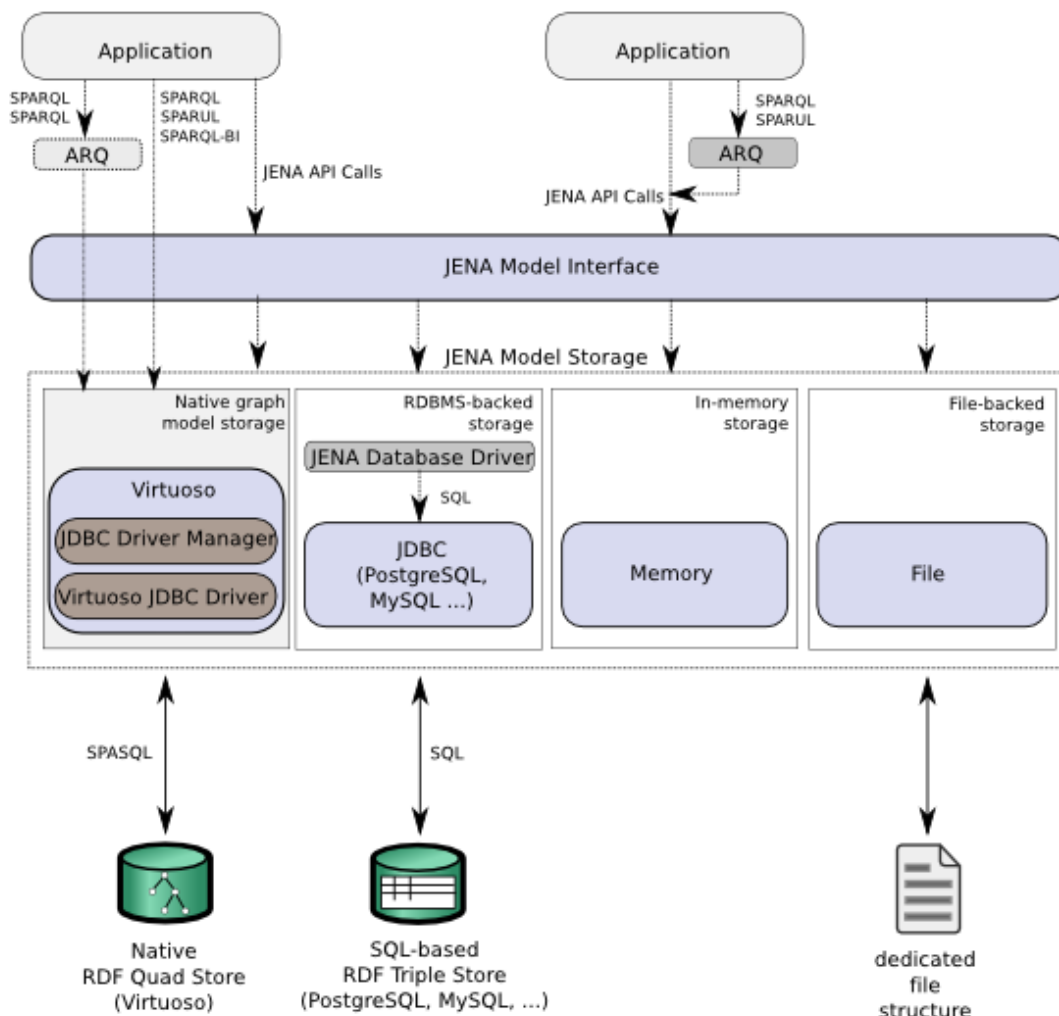 Application
Application
SPARQL
SPARQL
SPARQL
SPARUL
SPARQL-BI
SPARQL
SPARUL
ARQ
ARQ
JENA API Calls
JENA API Calls
JENA Model Interface
JENA Model Storage
Native graph
model storage
RDBMS-backed
storage
In-memory
storage
File-backed
storage
JENA Database Driver
SQL
Virtuoso
JDBC Driver Manager
Virtuoso JDBC Driver
JDBC
(PostgreSQL,
MySQL ...)
Memory
File
SPASQL
SQL
Native
RDF Quad Store
(Virtuoso)
SQL-based
RDF Triple Store
(PostgreSQL, MySQL, ...)
dedicated
file
structure